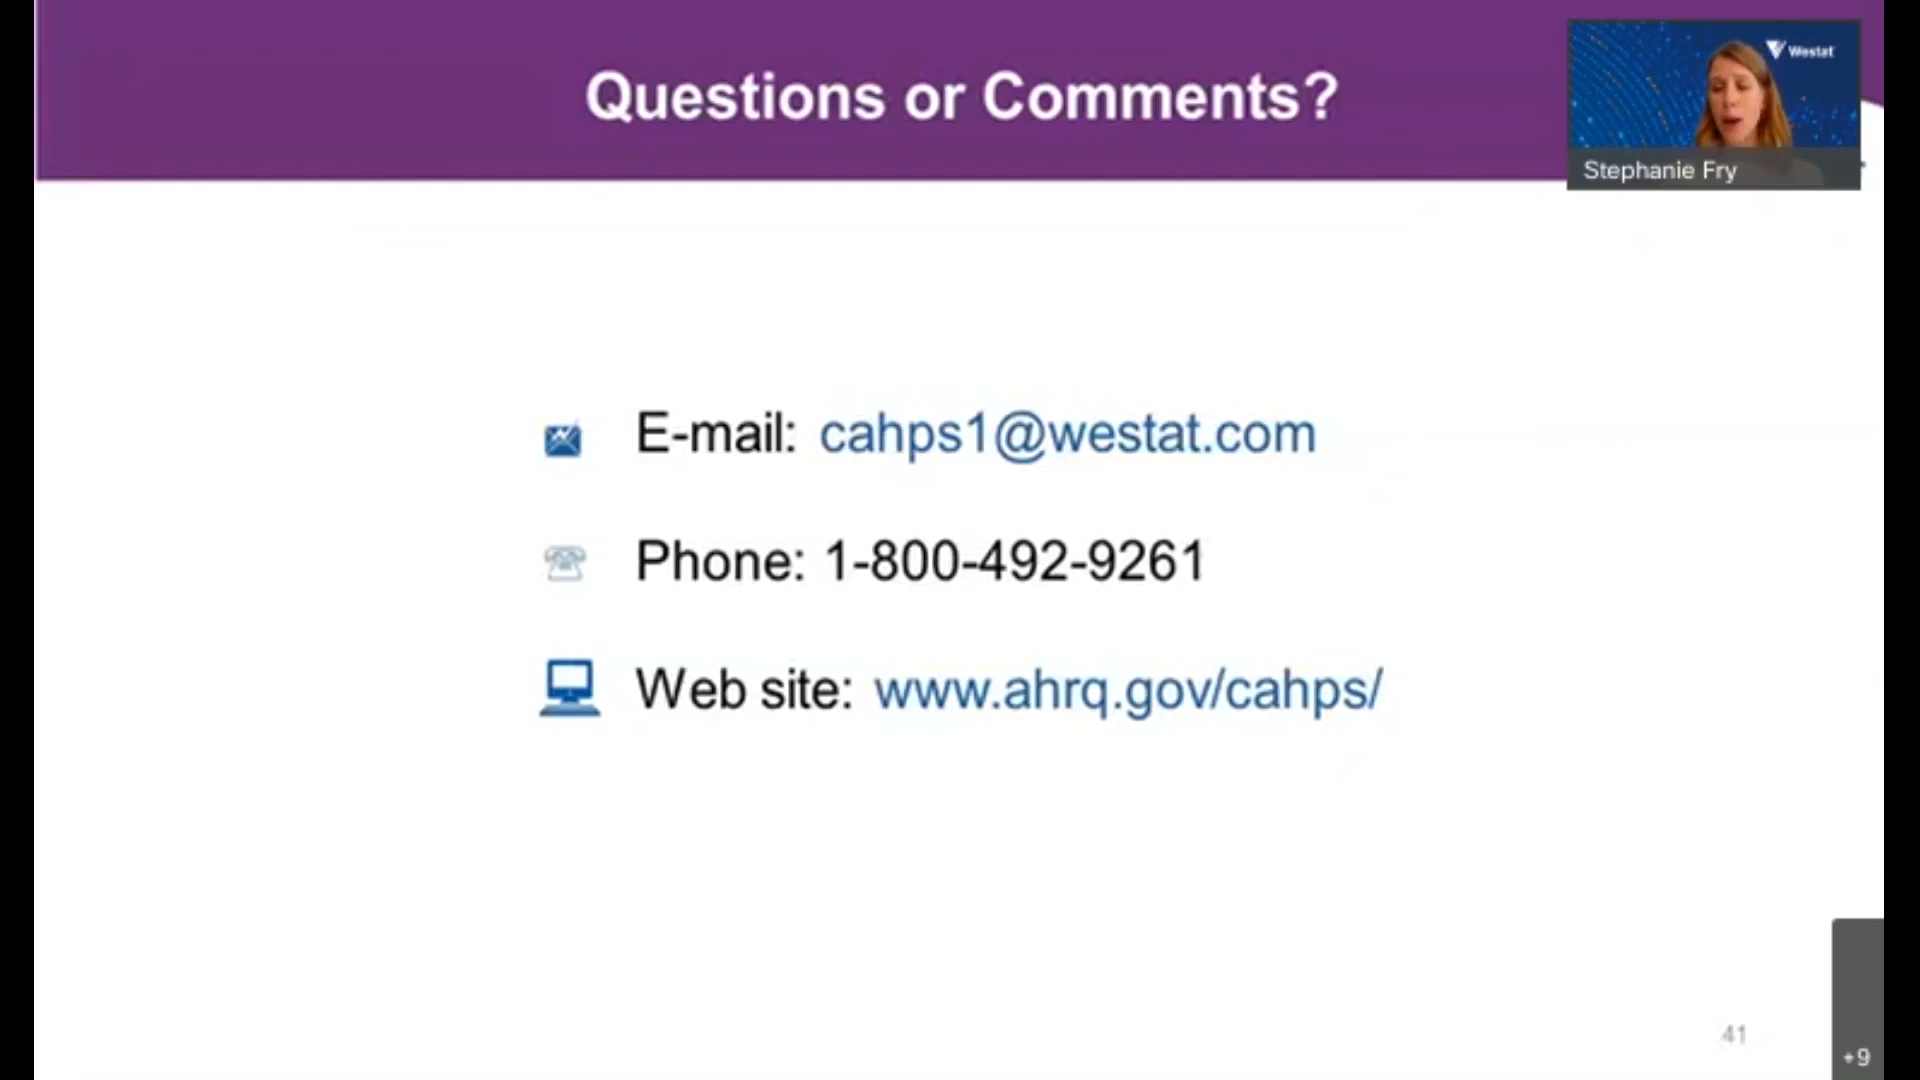 Questions or Comments?
Westat
Stephanie Fry
E-mail: cahps1@westat.com
Phone: 1-800-492-9261
Web site: www.ahrq.gov/cahps/
41
+9